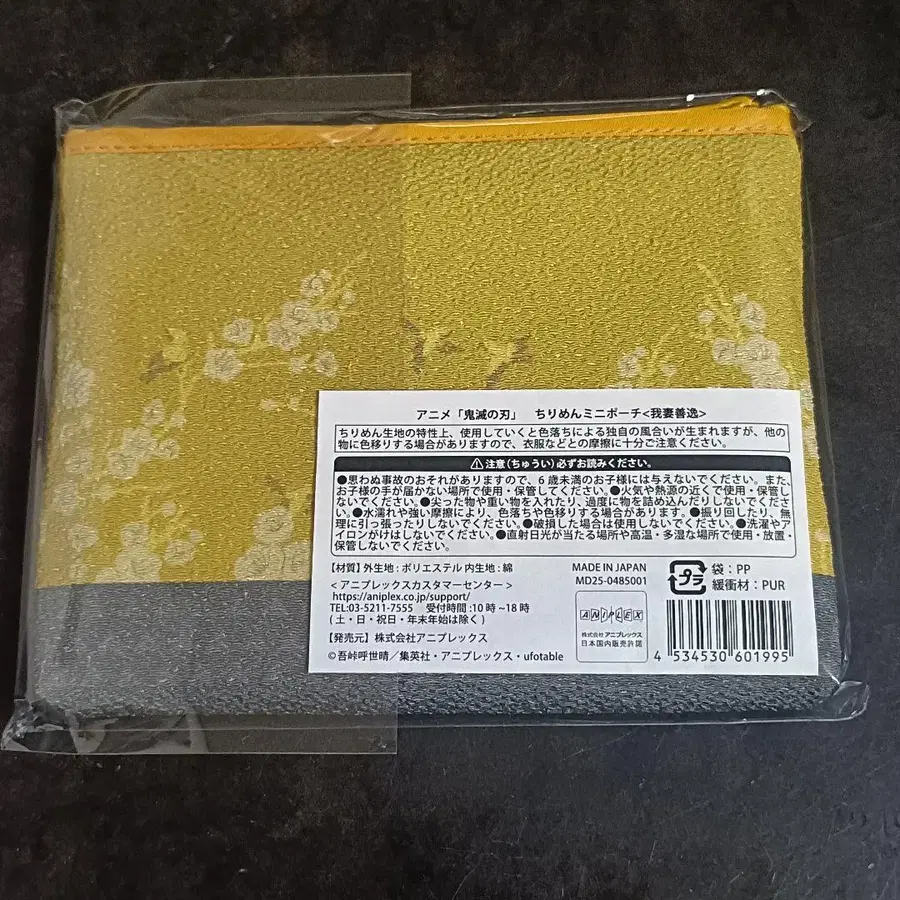 アニメ「鬼滅の刃」 ちりめんミニポーチ<我妻善逸>
ちりめん生地の特性上、使用していくと色落ちによる独自の風合いが生まれますが、他の
物に色移りする場合がありますので、衣服などとの摩擦に十分ご注意ください。
⚠注意（ちゅうい）必ずお読みください。
●思わぬ事故のおそれがありますので、6歳未満のお子様には与えないでください。また、
お子様の手が届かない場所で使用・保管してください。●火気や熱源の近くで使用・保管し
ないでください。●尖った物や重い物を入れたり、過度に物を詰め込んだりしないでくださ
い。●水濡れや強い摩擦により、色落ちや色移りする場合があります。●振り回したり、無
理に引っ張ったりしないでください。●破損した場合は使用しないでください。●洗濯やア
イロンがけはしないでください。●直射日光が当たる場所や高温・多湿な場所で使用・放置・
保管しないでください。
【材質】外生地：ポリエステル 内生地：綿
<アニプレックスカスタマーセンター>
https://aniplex.co.jp/support/
TEL:03-5211-7555 受付時間:10時~18時
(土・日・祝日・年末年始は除く)
【発売元】株式会社アニプレックス
©吾峠呼世晴／集英社・アニプレックス・ufotable
MADE IN JAPAN
MD25-0485001
プラ
袋：PP
緩衝材：PUR
ANIPLEX
株式会社アニプレックス
日本国内販売許諾
4 534530 601995